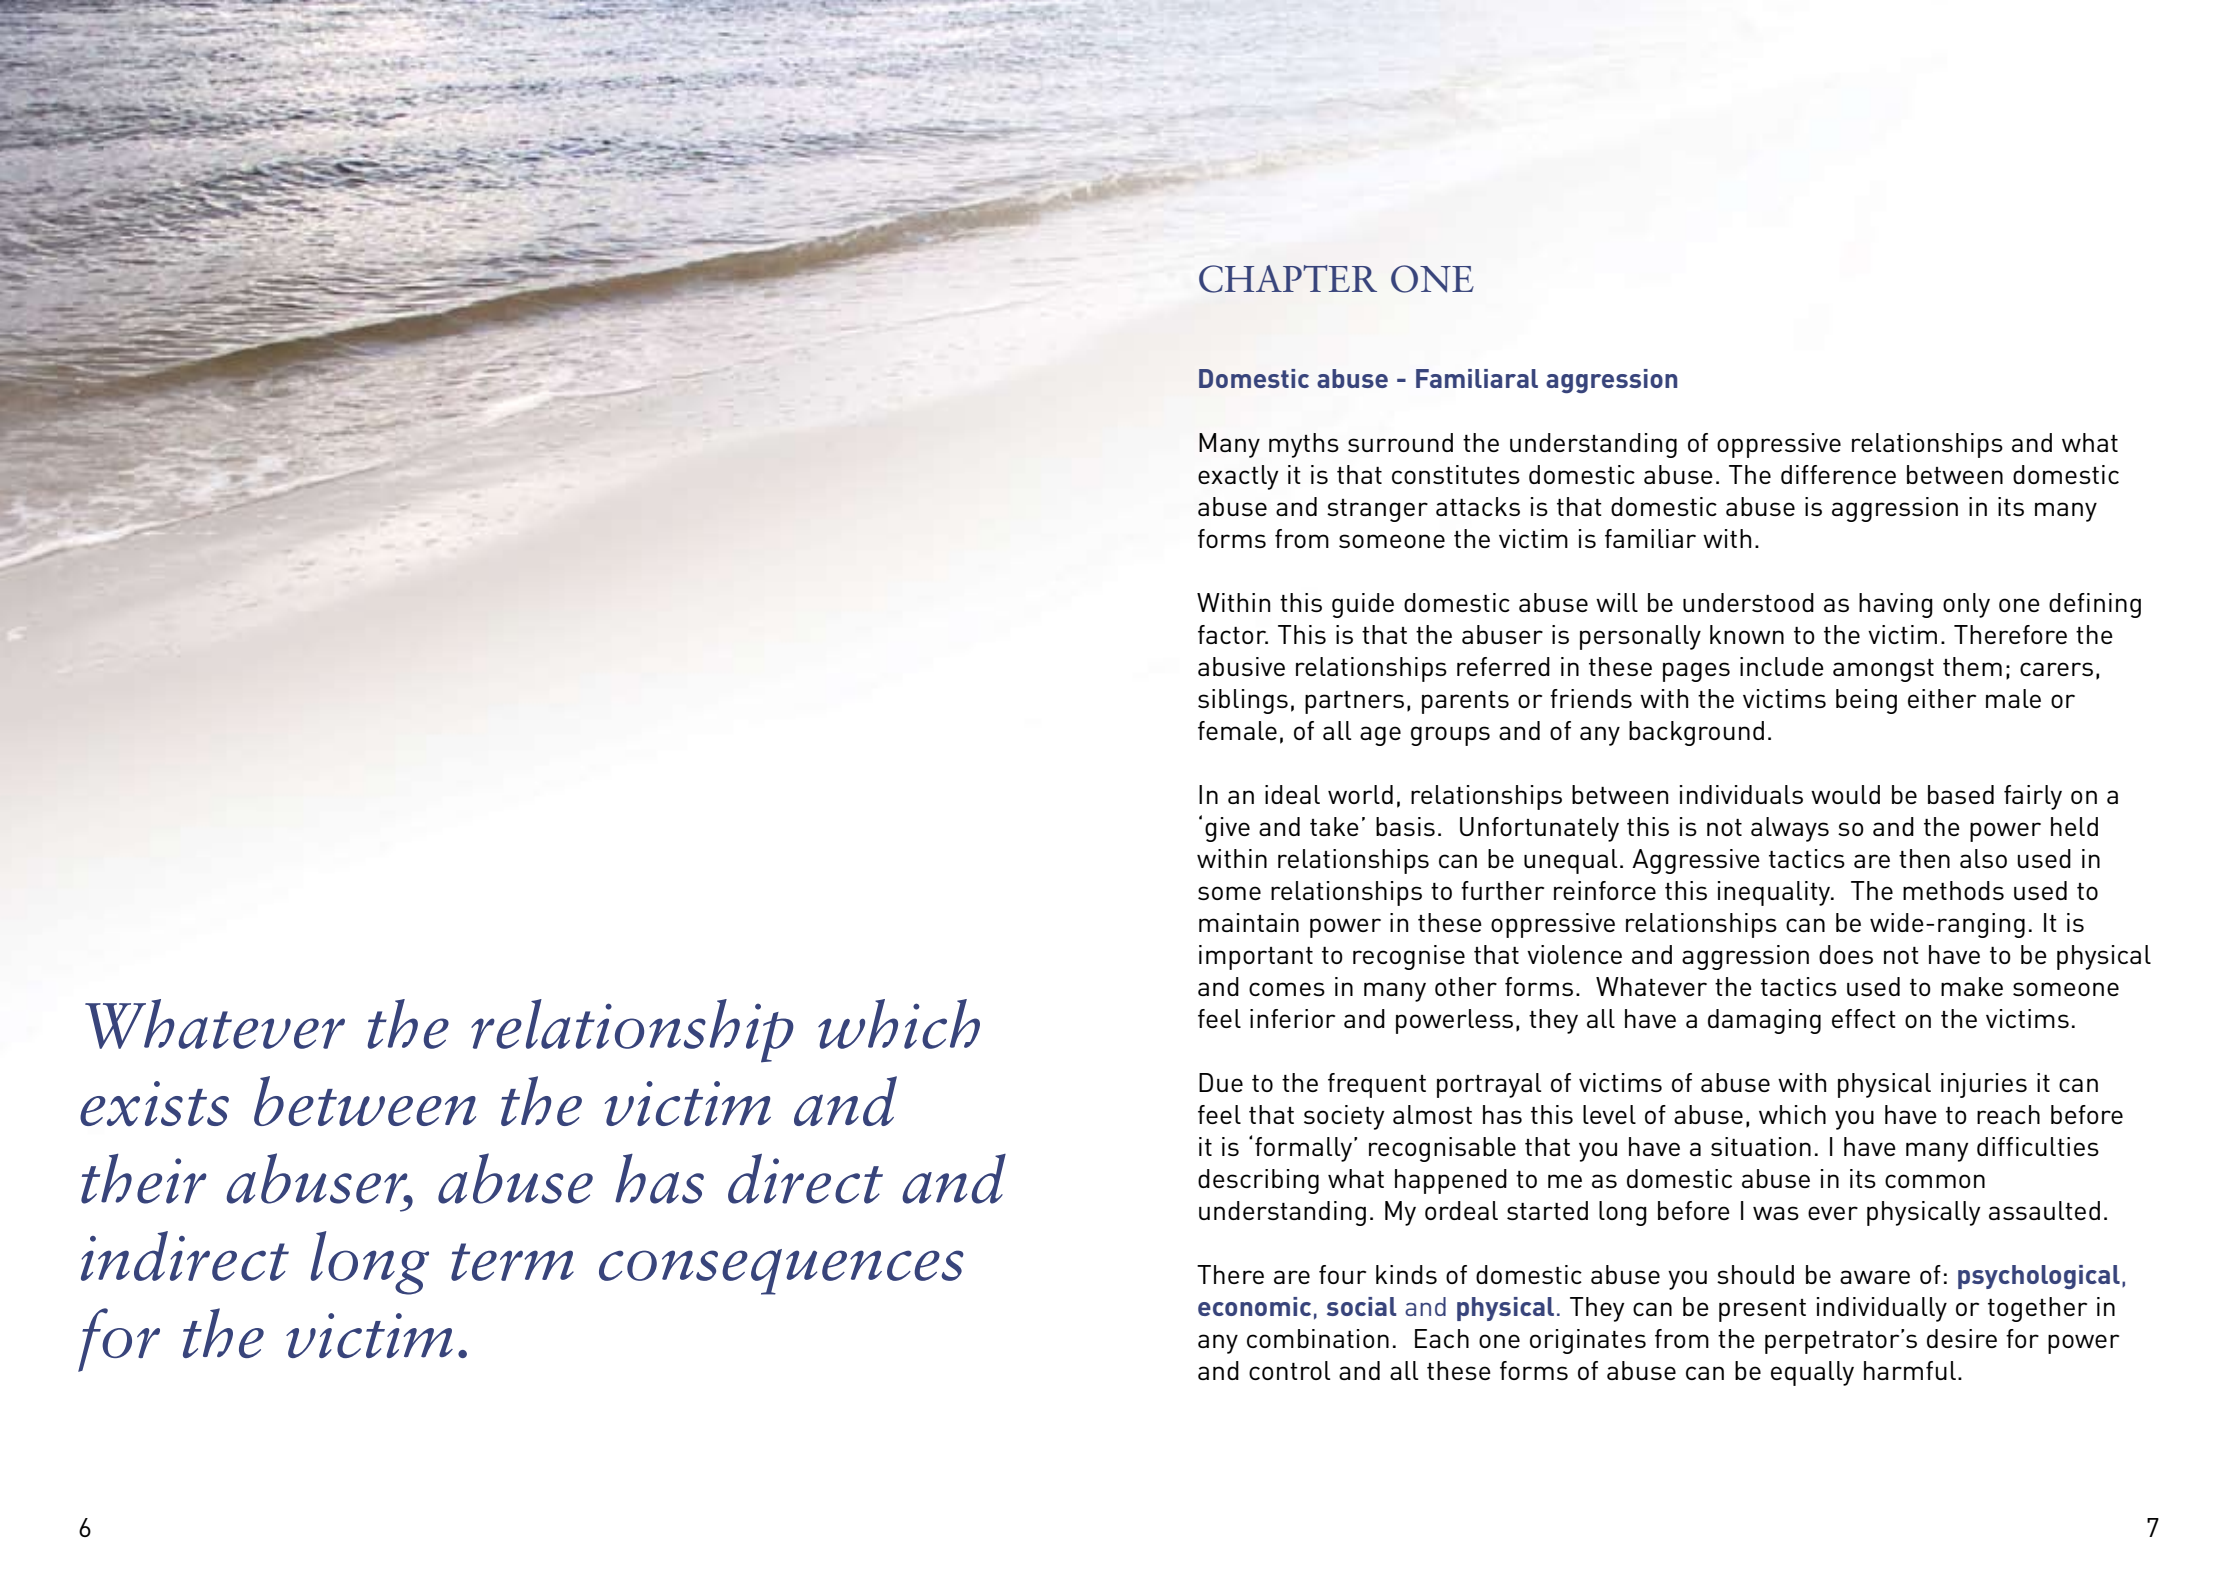 Whatever the relationship which
exists between the victim and
their abuser, abuse has direct and
indirect long term consequences
for the victim.
6
CHAPTER ONE
Domestic abuse - Familiaral aggression
Many myths surround the understanding of oppressive relationships and what
exactly it is that constitutes domestic abuse. The difference between domestic
abuse and stranger attacks is that domestic abuse is aggression in its many
forms from someone the victim is familiar with.
Within this guide domestic abuse will be understood as having only one defining
factor. This is that the abuser is personally known to the victim. Therefore the
abusive relationships referred in these pages include amongst them; carers,
siblings, partners, parents or friends with the victims being either male or
female, of all age groups and of any background.
In an ideal world, relationships between individuals would be based fairly on a
‘give and take’ basis.  Unfortunately this is not always so and the power held
within relationships can be unequal. Aggressive tactics are then also used in
some relationships to further reinforce this inequality.  The methods used to
maintain power in these oppressive relationships can be wide-ranging. It is
important to recognise that violence and aggression does not have to be physical
and comes in many other forms.  Whatever the tactics used to make someone
feel inferior and powerless, they all have a damaging effect on the victims.
Due to the frequent portrayal of victims of abuse with physical injuries it can
feel that society almost has this level of abuse, which you have to reach before
it is ‘formally’ recognisable that you have a situation. I have many difficulties
describing what happened to me as domestic abuse in its common
understanding. My ordeal started long before I was ever physically assaulted.
There are four kinds of domestic abuse you should be aware of: psychological,
economic, social and physical. They can be present individually or together in
any combination.  Each one originates from the perpetrator’s desire for power
and control and all these forms of abuse can be equally harmful.
7